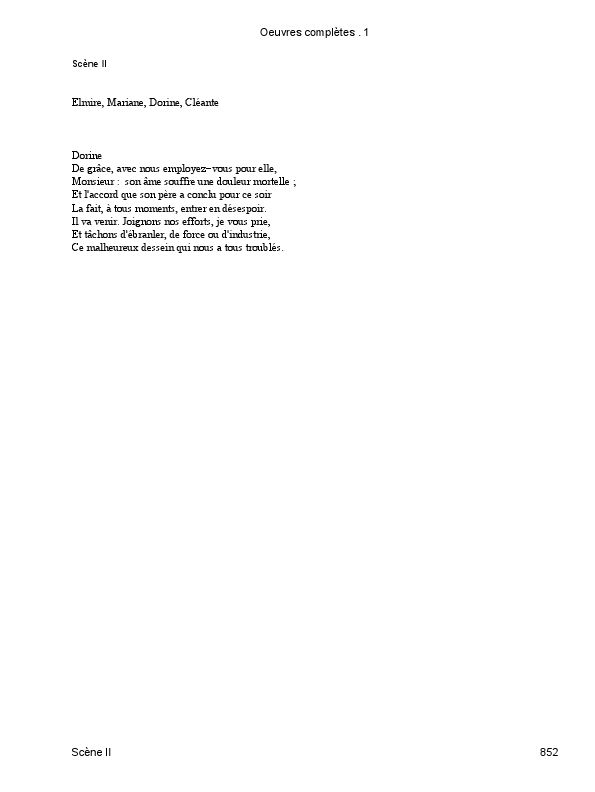 Oeuvres complètes . 1
Scène II
Elmire, Mariane, Dorine, Cléante
Dorine
De grâce, avec nous employez−vous pour elle,
Monsieur :  son âme souffre une douleur mortelle ;
Et l'accord que son père a conclu pour ce soir
La fait, à tous moments, entrer en désespoir.
Il va venir. Joignons nos efforts, je vous prie,
Et tâchons d'ébranler, de force ou d'industrie,
Ce malheureux dessein qui nous a tous troublés.
Scène II 852